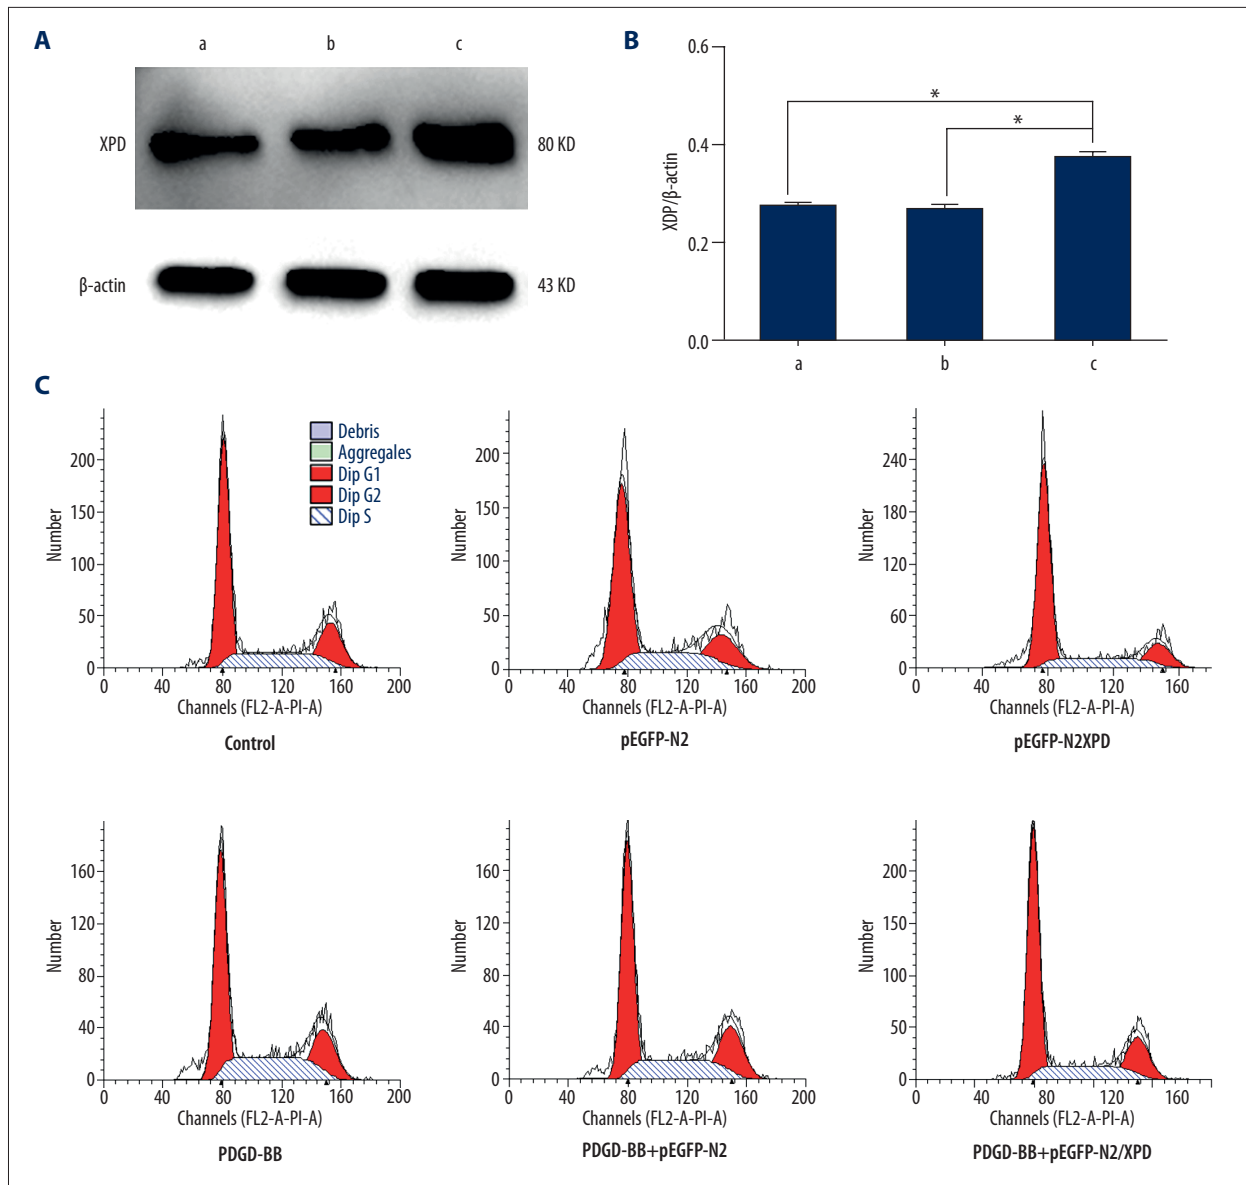 A
a b c
XPD
80 KD
β-actin
43 KD
B
0.6
0.4
0.2
0.0
XDP/β-actin
*
*
a b c
C
Debris
Aggregales
Dip G1
Dip G2
Dip S
200
150
100
50
0
Number
0 40 80 120 160 200
Channels (FL2-A-PI-A)
Control
200
150
100
50
0
Number
0 40 80 120 160 200
Channels (FL2-A-PI-A)
pEGFP-N2
240
180
120
60
0
Number
0 40 80 120 160
Channels (FL2-A-PI-A)
pEGFP-N2XPD
160
120
80
40
0
Number
0 40 80 120 160 200
Channels (FL2-A-PI-A)
PDGD-BB
160
120
80
40
0
Number
0 40 80 120 160 200
Channels (FL2-A-PI-A)
PDGD-BB+pEGFP-N2
200
150
100
50
0
Number
0 40 80 120 160
Channels (FL2-A-PI-A)
PDGD-BB+pEGFP-N2/XPD